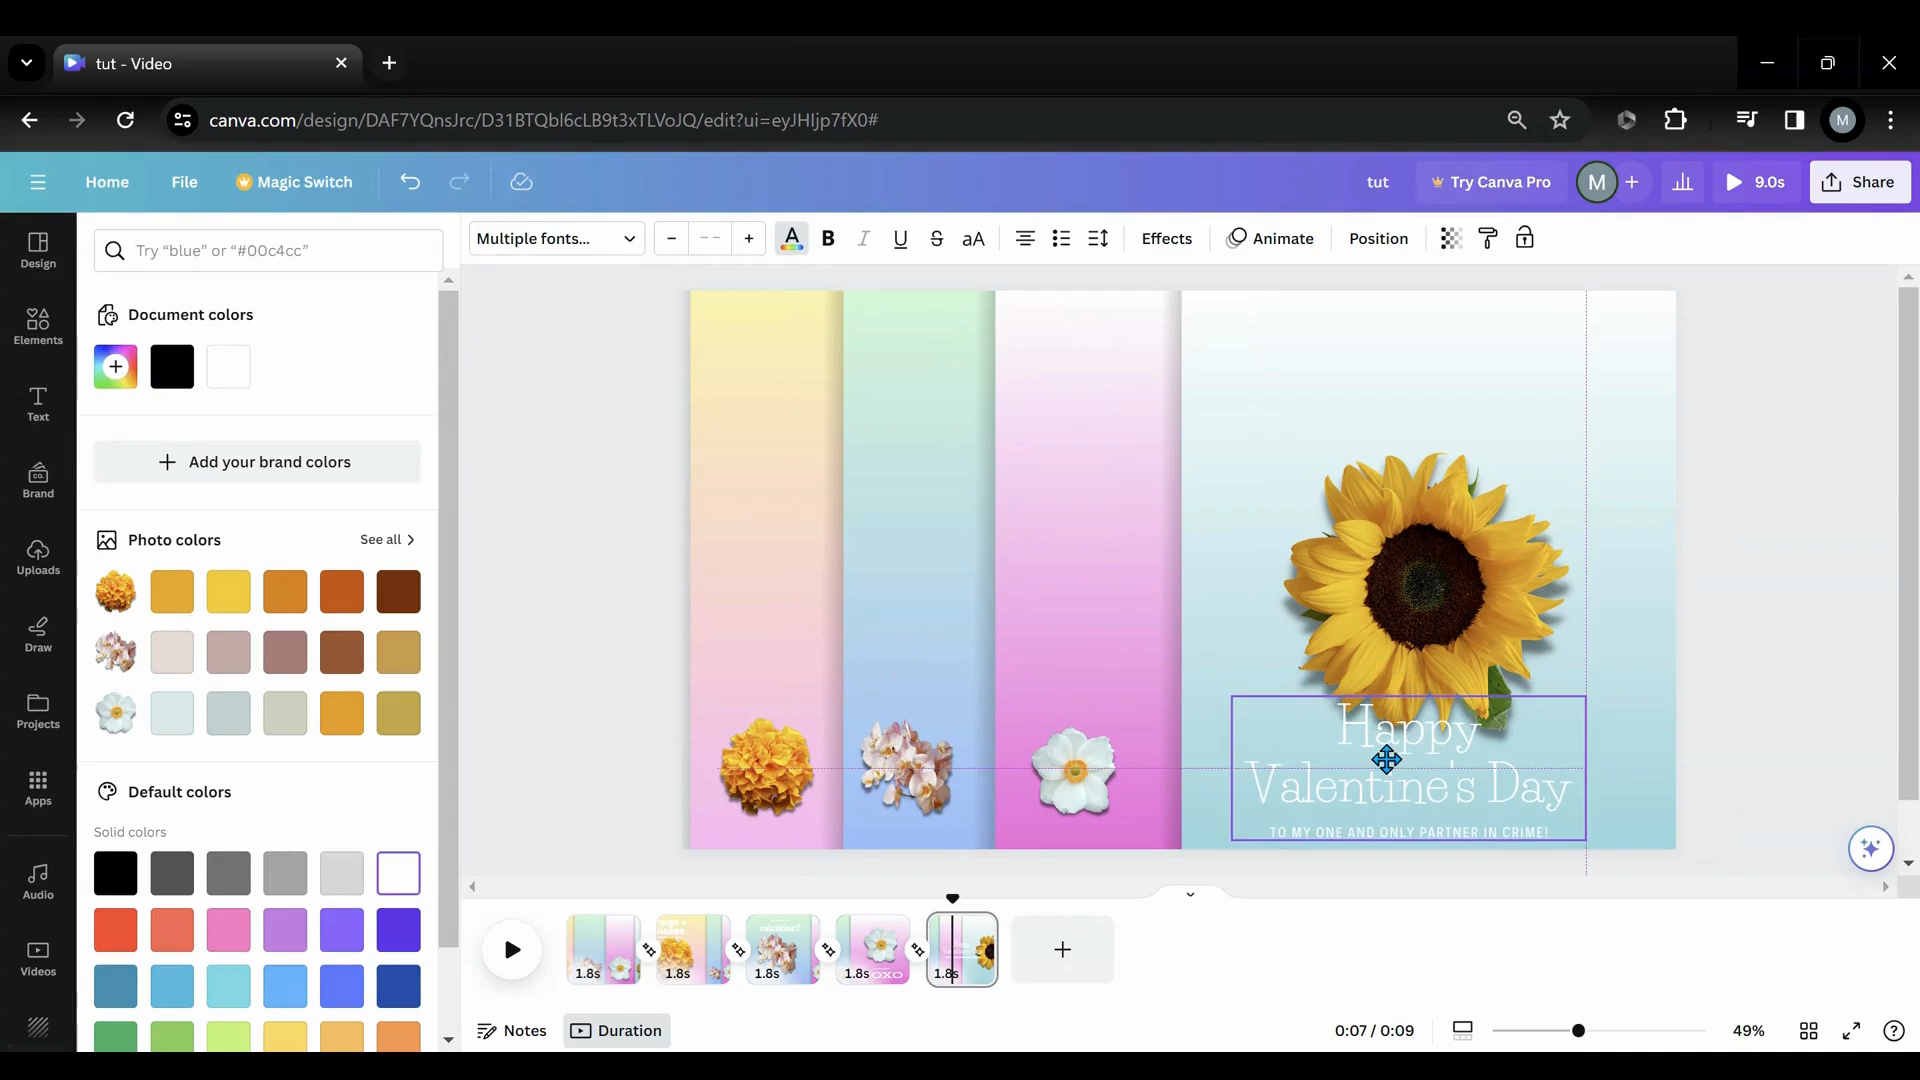 tut - Video
canva.com/design/DAF7YQnsJrc/D31BTQbl6cLB9t3xTLVoJQ/edit?ui=eyJHIjp7fX0#
M
Home
File
Magic Switch
tut
Try Canva Pro
M
9.0s
Share
Try “blue” or “#00c4cc”
Multiple fonts...
A
B
I
U
S
aA
Effects
Animate
Position
Design
Elements
Text
Brand
Uploads
Draw
Projects
Apps
Audio
Videos
Document colors
Add your brand colors
Photo colors
See all
Default colors
Solid colors
Happy
Valentine's Day
TO MY ONE AND ONLY PARTNER IN CRIME!
valentine?
1.8s
1.8s
1.8s
1.8s
1.8s
Notes
Duration
0:07 / 0:09
49%